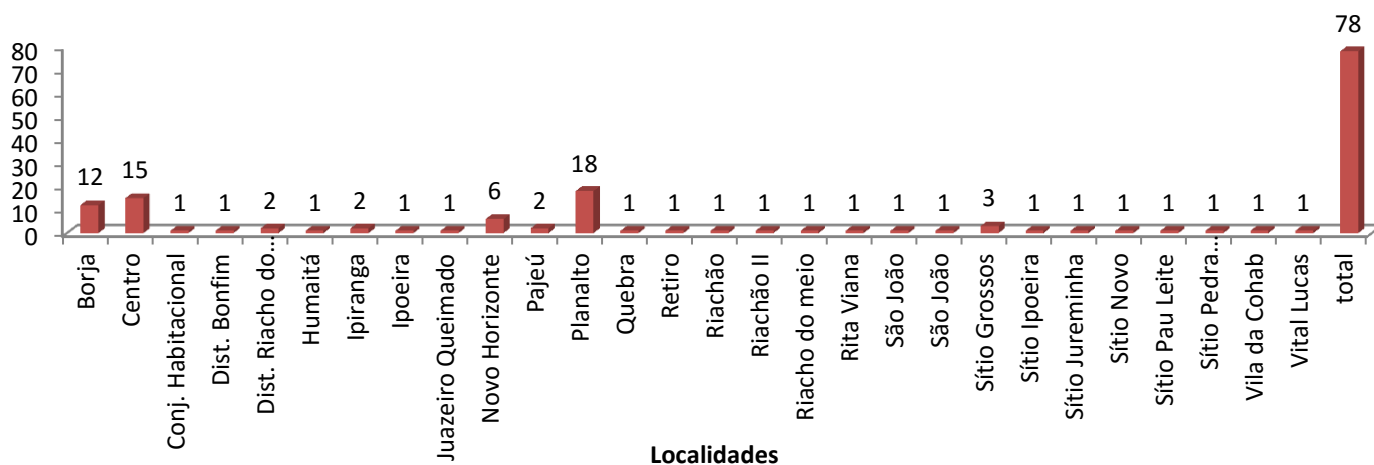 78
80
70
60
50
40
30
20
10
0
12 15 1 1 2 1 2 1 1 6 2 18 1 1 1 1 1 1 1 1 3 1 1 1 1 1 1 1
Borja
Centro
Conj. Habitacional
Dist. Bonfim
Dist. Riacho do…
Humaitá
Ipiranga
Ipoeira
Juazeiro Queimado
Novo Horizonte
Pajeú
Planalto
Quebra
Retiro
Riachão
Riachão II
Riacho do meio
Rita Viana
São João
São João
Sítio Grossos
Sítio Ipoeira
Sítio Jureminha
Sítio Novo
Sítio Pau Leite
Sítio Pedra…
Vila da Cohab
Vital Lucas
total
Localidades